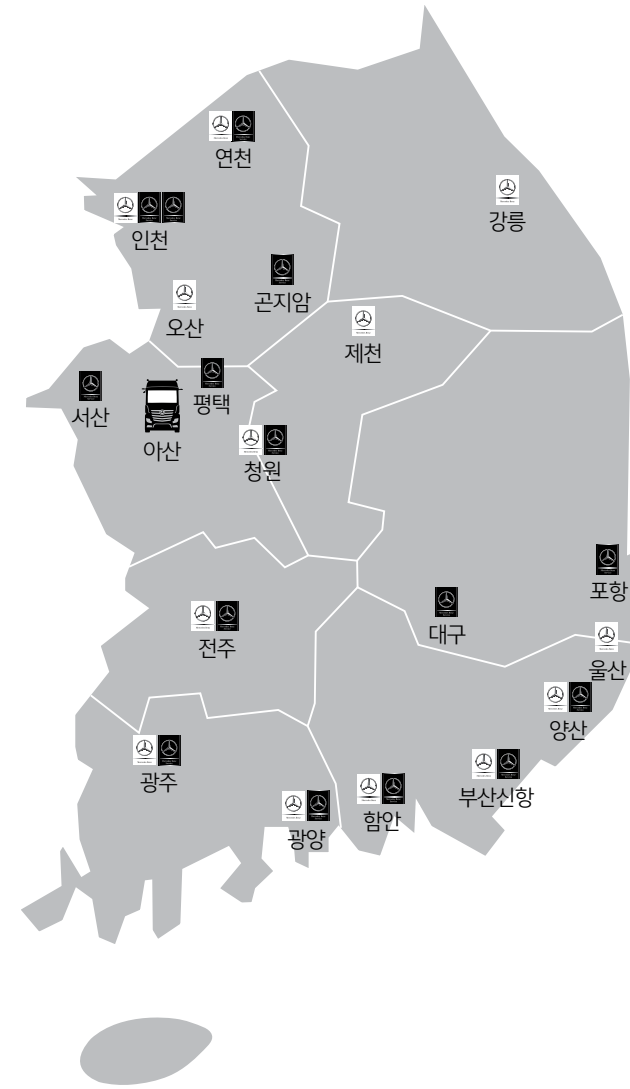 연천
강릉
인천
곤지암
오산
제천
평택
서산
아산
청원
포항
대구
전주
울산
양산
광주
부산신항
함안
광양